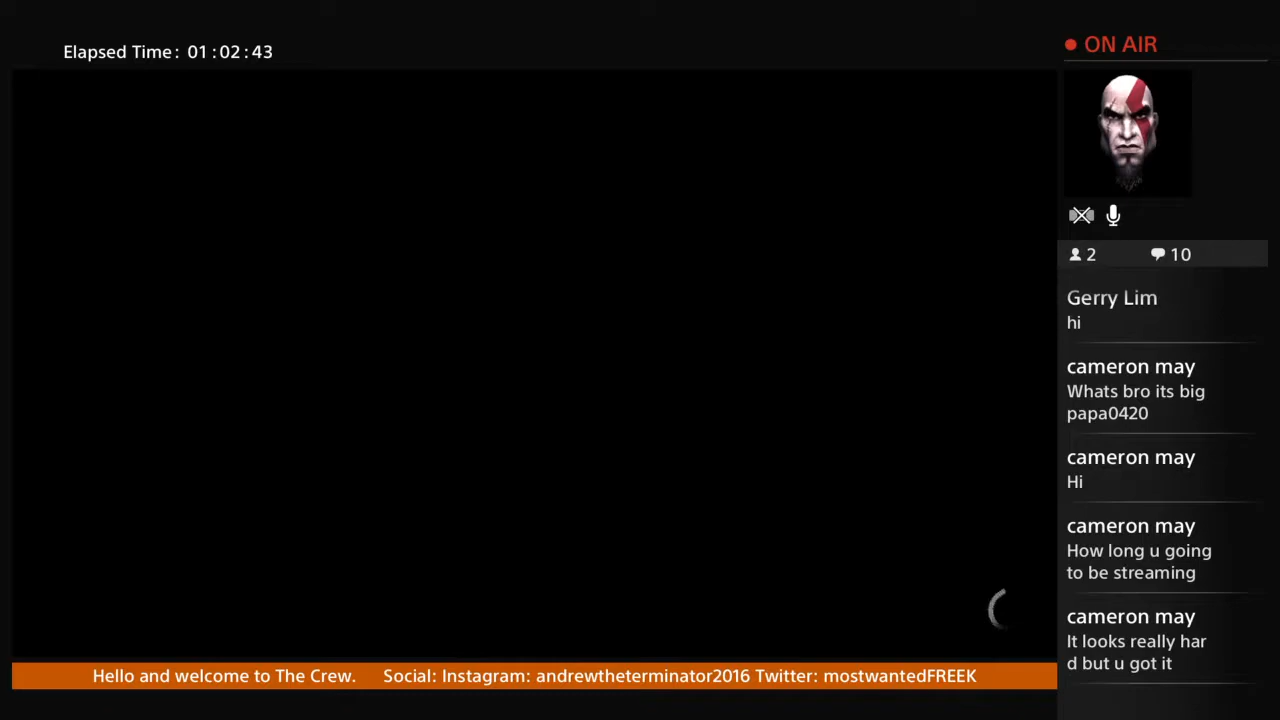 Elapsed Time: 01:02:43
ON AIR
2 10
Gerry Lim
hi
cameron may
Whats bro its big
papa0420
cameron may
Hi
cameron may
How long u going
to be streaming
cameron may
It looks really har
d but u got it
Hello and welcome to The Crew. Social: Instagram: andrewtheterminator2016 Twitter: mostwantedFREEK